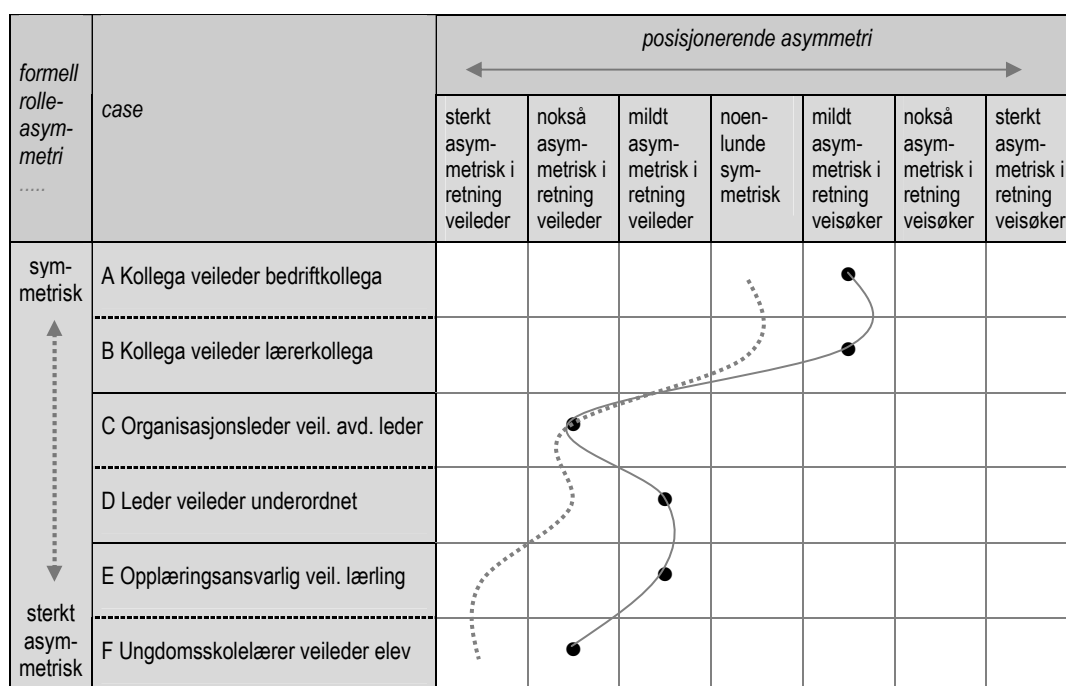 formell
rolle-
asym-
metri
.....
case
posisjonerende asymmetri
sterkt
asym-
metrisk i
retning
veileder
nokså
asym-
metrisk i
retning
veileder
mildt
asym-
metrisk i
retning
veileder
noen-
lunde
sym-
metrisk
mildt
asym-
metrisk i
retning
veisøker
nokså
asym-
metrisk i
retning
veisøker
sterkt
asym-
metrisk i
retning
veisøker
sym-
metrisk
A Kollega veileder bedriftkollega
B Kollega veileder lærerkollega
C Organisasjonsleder veil. avd. leder
D Leder veileder underordnet
E Opplæringsansvarlig veil. lærling
sterkt
asym-
metrisk
F Ungdomsskolelærer veileder elev